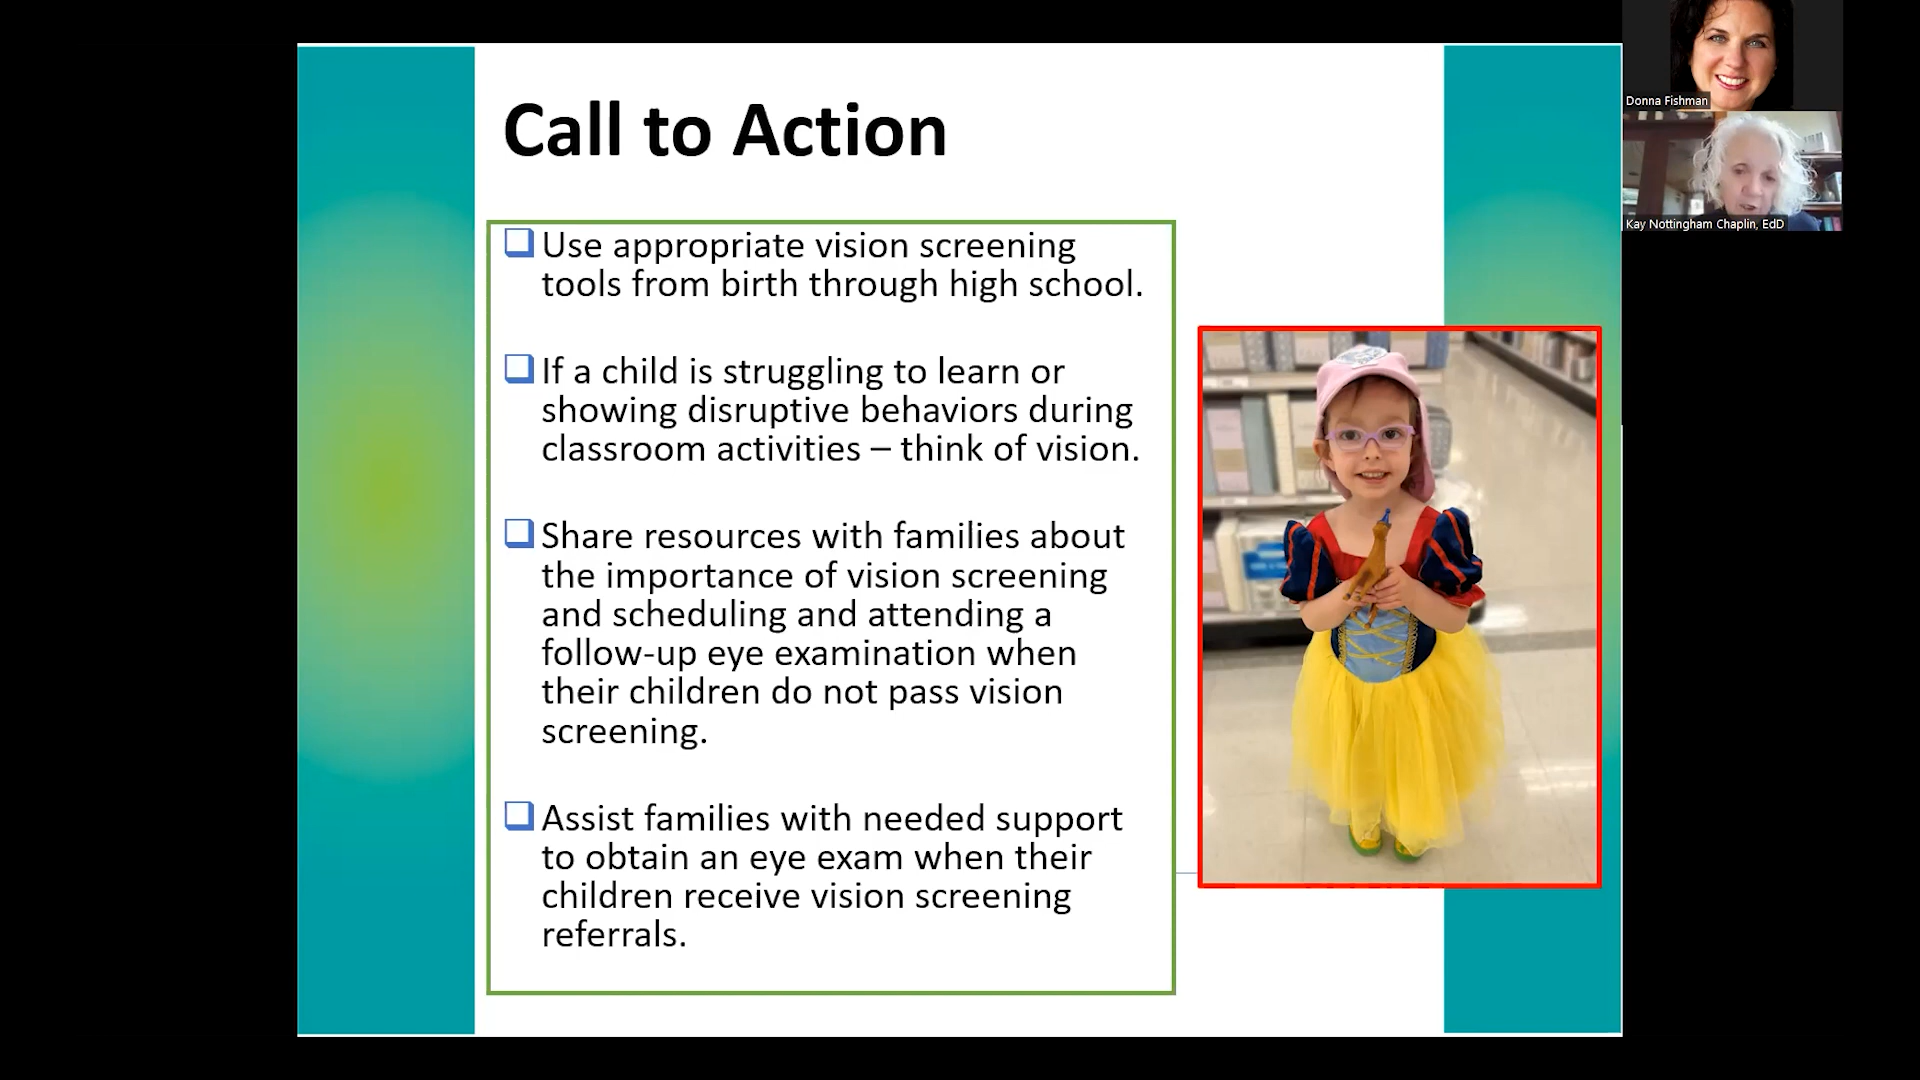 Call to Action
Use appropriate vision screening
tools from birth through high school.
If a child is struggling to learn or
showing disruptive behaviors during
classroom activities – think of vision.
Share resources with families about
the importance of vision screening
and scheduling and attending a
follow-up eye examination when
their children do not pass vision
screening.
Assist families with needed support
to obtain an eye exam when their
children receive vision screening
referrals.
Donna Fishman
Kay Nottingham Chaplin, EdD